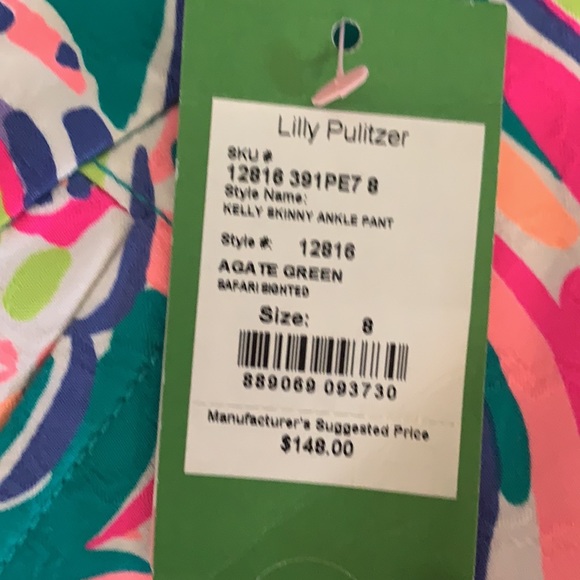 Lilly Pulitzer
SKU #
12816 391PE7 8
Style Name:
KELLY SKINNY ANKLE PANT
Style #: 12816
AGATE GREEN
SAFARI SIGHTED
Size: 8
889069 093730
Manufacturer's Suggested Price
$148.00